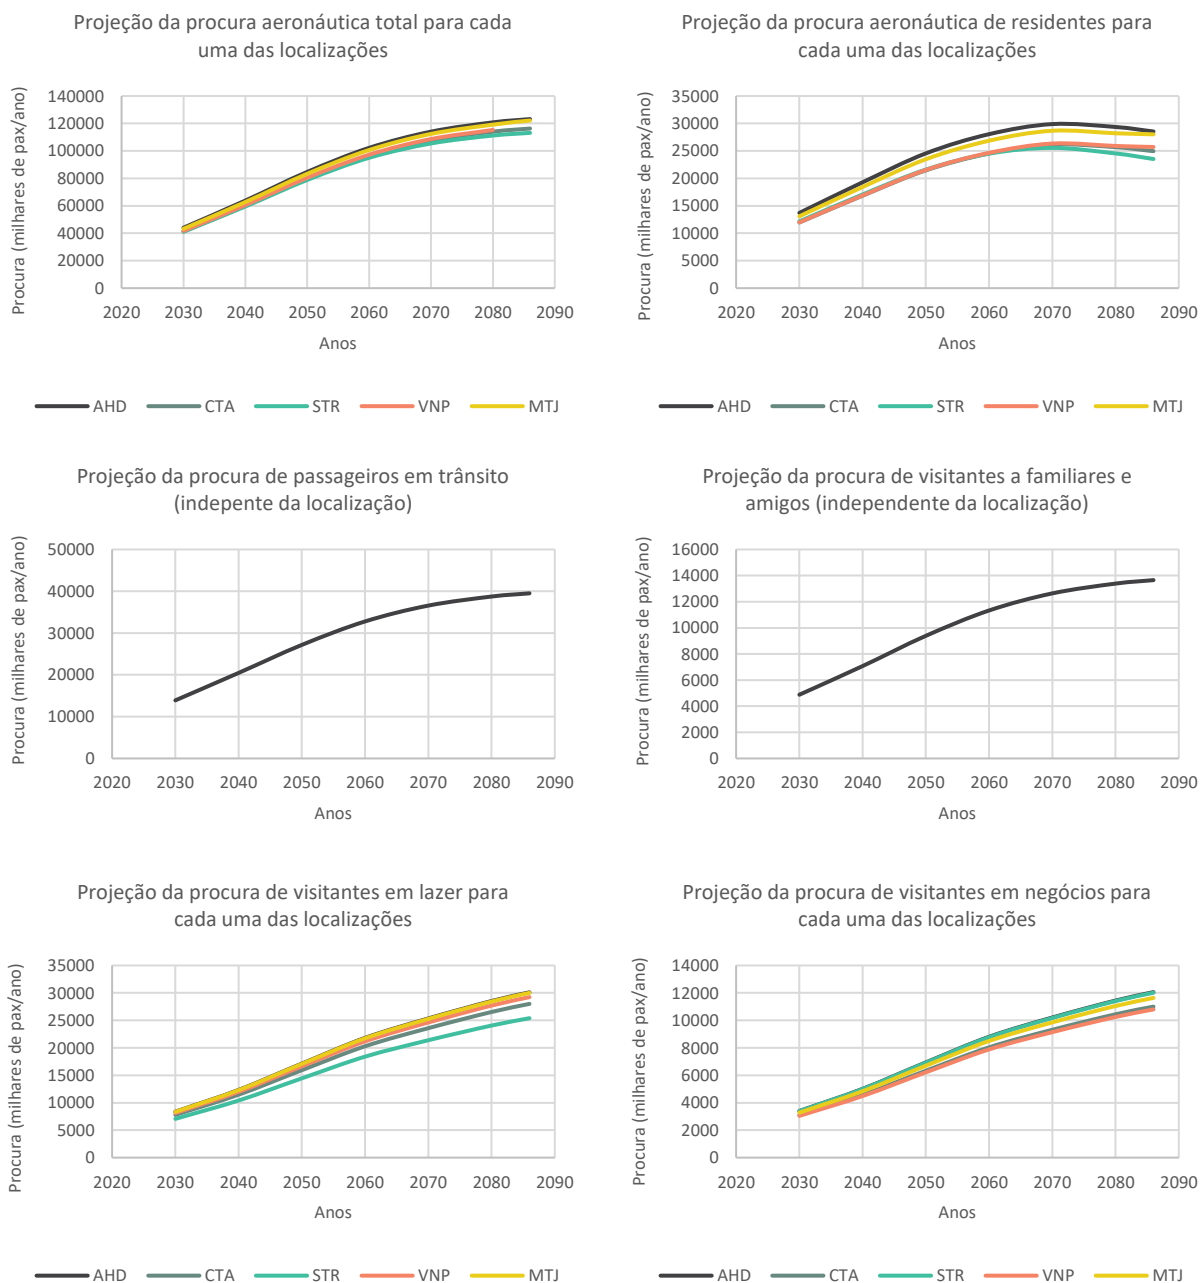 Projeção da procura aeronáutica total para cada
uma das localizações
Procura (milhares de pax/ano)
140000
120000
100000
80000
60000
40000
20000
0
2020 2030 2040 2050 2060 2070 2080 2090
Anos
AHD CTA STR VNP MTJ
Projeção da procura aeronáutica de residentes para
cada uma das localizações
Procura (milhares de pax/ano)
35000
30000
25000
20000
15000
10000
5000
0
2020 2030 2040 2050 2060 2070 2080 2090
Anos
AHD CTA STR VNP MTJ
Projeção da procura de passageiros em trânsito
(indepente da localização)
Procura (milhares de pax/ano)
50000
40000
30000
20000
10000
0
2020 2030 2040 2050 2060 2070 2080 2090
Anos
Projeção da procura de visitantes a familiares e
amigos (independente da localização)
Procura (milhares de pax/ano)
16000
14000
12000
10000
8000
6000
4000
2000
0
2020 2030 2040 2050 2060 2070 2080 2090
Anos
Projeção da procura de visitantes em lazer para
cada uma das localizações
Procura (milhares de pax/ano)
35000
30000
25000
20000
15000
10000
5000
0
2020 2030 2040 2050 2060 2070 2080 2090
Anos
AHD CTA STR VNP MTJ
Projeção da procura de visitantes em negócios para
cada uma das localizações
Procura (milhares de pax/ano)
14000
12000
10000
8000
6000
4000
2000
0
2020 2030 2040 2050 2060 2070 2080 2090
Anos
AHD CTA STR VNP MTJ